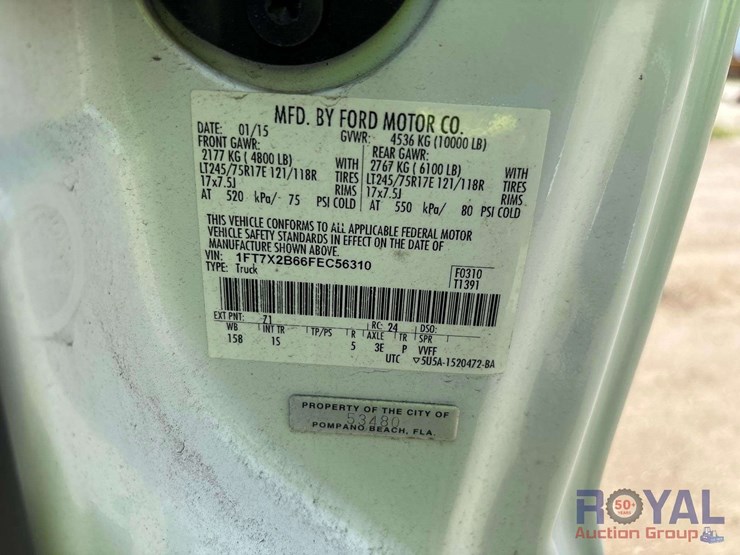 MFD. BY FORD MOTOR CO.
DATE: 01/15 GVWR: 4536 KG (10000 LB)
FRONT GAWR: REAR GAWR:
2177 KG ( 4800 LB) WITH 2767 KG ( 6100 LB) WITH
LT245/75R17E 121/118R TIRES LT245/75R17E 121/118R TIRES
17x7.5J RIMS 17x7.5J RIMS
AT 520 kPa/ 75 PSI COLD AT 550 kPa/ 80 PSI COLD
THIS VEHICLE CONFORMS TO ALL APPLICABLE FEDERAL MOTOR
VEHICLE SAFETY STANDARDS IN EFFECT ON THE DATE OF
MANUFACTURE SHOWN ABOVE.
VIN: 1FT7X2B66FEC56310
TYPE: Truck
F0310
T1391
EXT PNT: Z1 RC: 24 DSO:
WB INT TR TP/PS R AXLE TR SPR
158 15 5 3E P VVFF
UTC ▽5U5A-1520472-BA
PROPERTY OF THE CITY OF
53480
POMPANO BEACH, FLA.
ROYAL
50+
YEARS
Auction Group